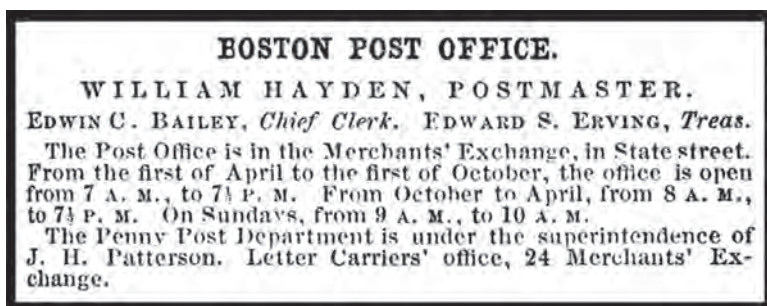 BOSTON POST OFFICE.
WILLIAM HAYDEN, POSTMASTER.
EDWIN C. BAILEY, Chief Clerk. EDWARD S. ERVING, Treas.
The Post Office is in the Merchants' Exchange, in State street.
From the first of April to the first of October, the office is open
from 7 A. M., to 7½ P. M. From October to April, from 8 A. M.,
to 7½ P. M. On Sundays, from 9 A. M., to 10 A. M.
The Penny Post Department is under the superintendence of
J. H. Patterson. Letter Carriers' office, 24 Merchants' Ex-
change.